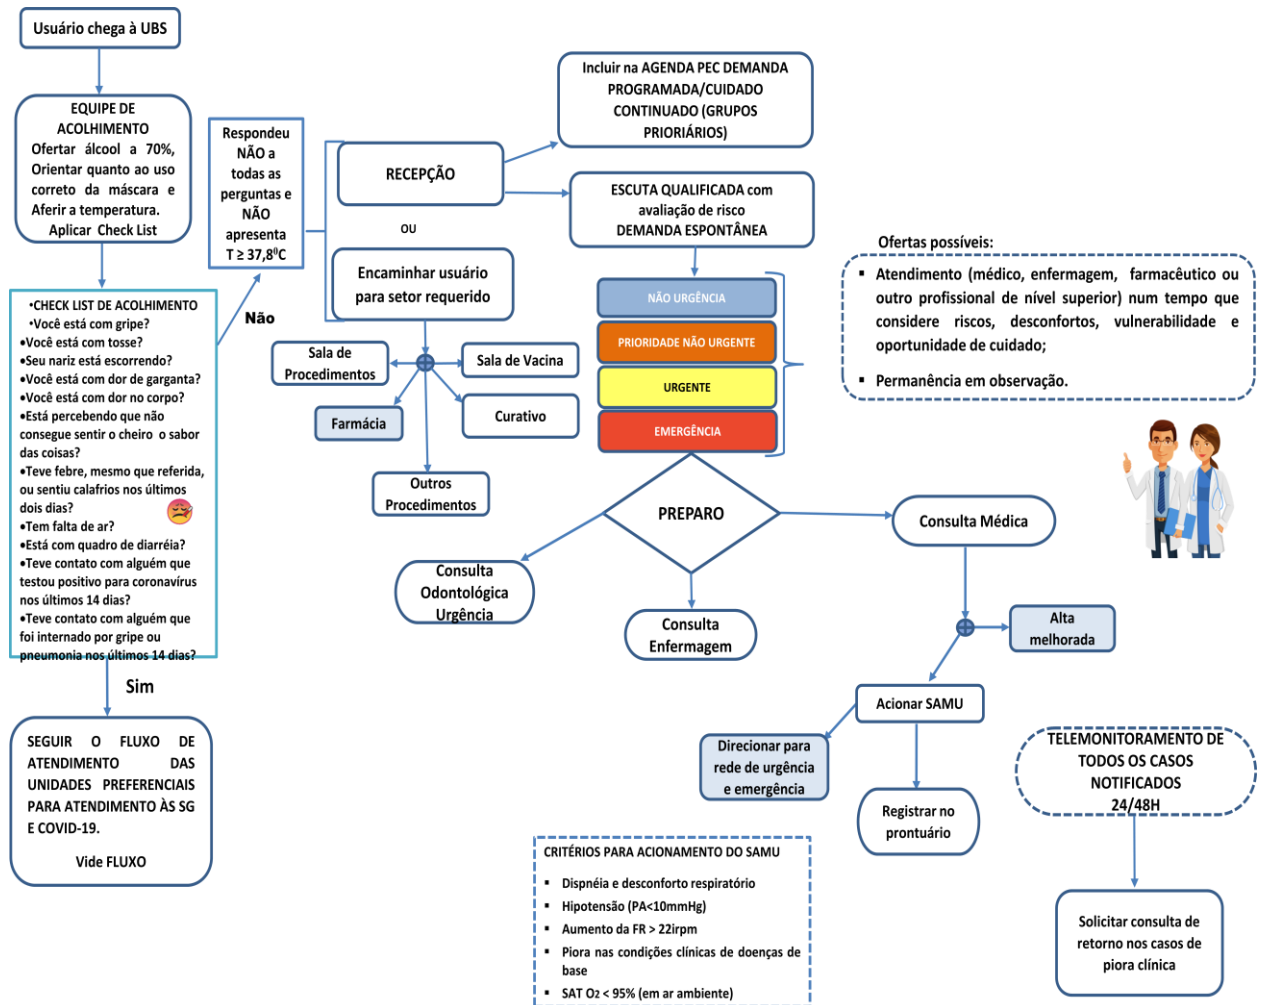 Usuário chega à UBS
EQUIPE DE
ACOLHIMENTO
Ofertar álcool a 70%,
Orientar quanto ao uso
correto da máscara e
Aferir a temperatura.
Aplicar Check List
•CHECK LIST DE ACOLHIMENTO
•Você está com gripe?
•Você está com tosse?
•Seu nariz está escorrendo?
•Você está com dor de garganta?
•Você está com dor no corpo?
•Está percebendo que não
consegue sentir o cheiro o sabor
das coisas?
•Teve febre, mesmo que referida,
ou sentiu calafrios nos últimos
dois dias?
•Tem falta de ar?
•Está com quadro de diarréia?
•Teve contato com alguém que
testou positivo para coronavírus
nos últimos 14 dias?
•Teve contato com alguém que
foi internado por gripe ou
pneumonia nos últimos 14 dias?
Sim
SEGUIR O FLUXO DE
ATENDIMENTO DAS
UNIDADES PREFERENCIAIS
PARA ATENDIMENTO ÀS SG
E COVID-19.
Vide FLUXO
Não
Respondeu
NÃO a
todas as
perguntas e
NÃO
apresenta
T ≥ 37,8⁰C
RECEPÇÃO
OU
Encaminhar usuário
para setor requerido
Sala de
Procedimentos
Sala de Vacina
Farmácia
Curativo
Outros
Procedimentos
Incluir na AGENDA PEC DEMANDA
PROGRAMADA/CUIDADO
CONTINUADO (GRUPOS
PRIORIÁRIOS)
ESCUTA QUALIFICADA com
avaliação de risco
DEMANDA ESPONTÂNEA
NÃO URGÊNCIA
PRIORIDADE NÃO URGENTE
URGENTE
EMERGÊNCIA
Ofertas possíveis:
▪ Atendimento (médico, enfermagem, farmacêutico ou
outro profissional de nível superior) num tempo que
considere riscos, desconfortos, vulnerabilidade e
oportunidade de cuidado;
▪ Permanência em observação.
PREPARO
Consulta
Odontológica
Urgência
Consulta
Enfermagem
Consulta Médica
Alta
melhorada
Acionar SAMU
Direcionar para
rede de urgência
e emergência
Registrar no
prontuário
TELEMONITORAMENTO DE
TODOS OS CASOS
NOTIFICADOS
24/48H
Solicitar consulta de
retorno nos casos de
piora clínica
CRITÉRIOS PARA ACIONAMENTO DO SAMU
▪ Dispnéia e desconforto respiratório
▪ Hipotensão (PA<10mmHg)
▪ Aumento da FR > 22irpm
▪ Piora nas condições clínicas de doenças de
base
▪ SAT O2 < 95% (em ar ambiente)